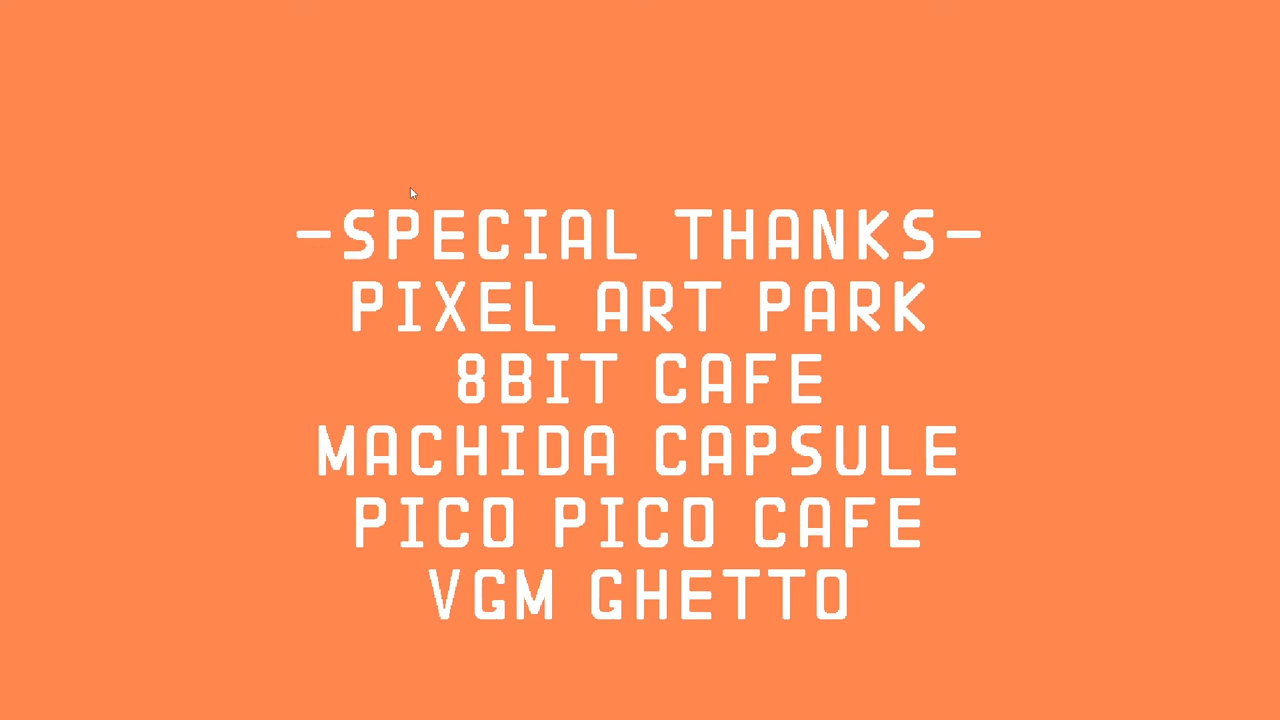 -SPECIAL THANKS-
PIXEL ART PARK
8BIT CAFE
MACHIDA CAPSULE
PICO PICO CAFE
VGM GHETTO